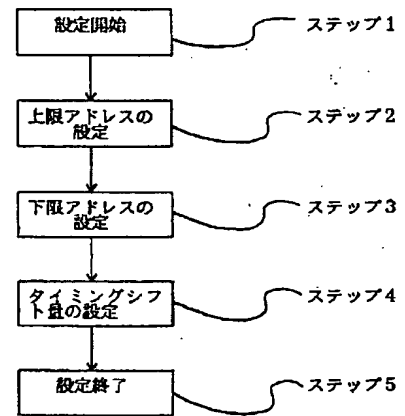 設定開始
ステップ1
上限アドレスの
設定
ステップ2
下限アドレスの
設定
ステップ3
タイミングシフ
ト量の設定
ステップ4
設定終了
ステップ5